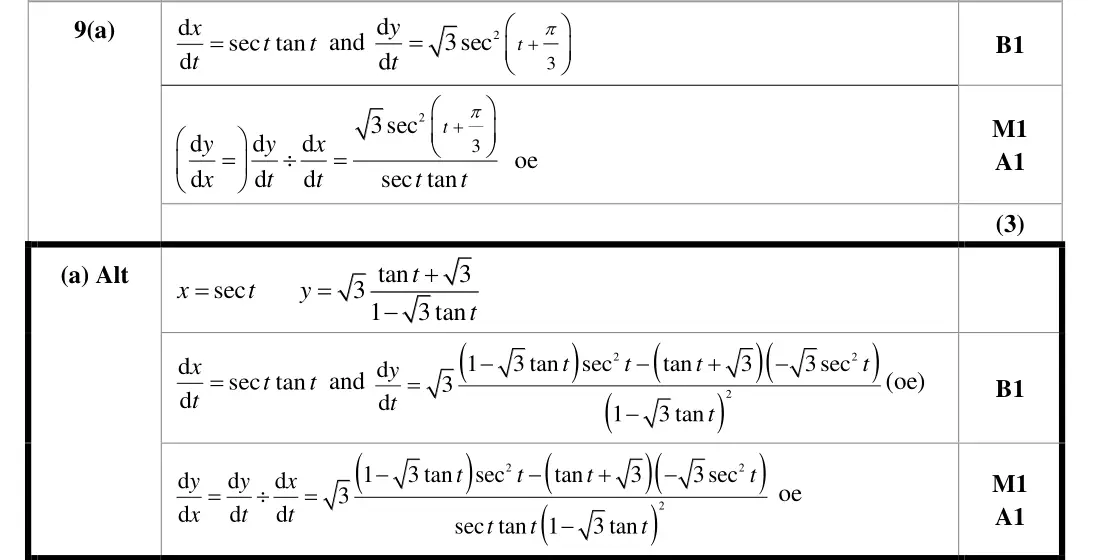 9(a) dx/dt = sec t tan t and dy/dt = √3 sec² (t + π/3) B1
(dy/dx =) dy/dt ÷ dx/dt = √3 sec² (t + π/3) / (sec t tan t) oe M1 A1
(3)
(a) Alt x = sec t y = √3 (tan t + √3) / (1 − √3 tan t)
dx/dt = sec t tan t and dy/dt = √3 ((1 − √3 tan t) sec² t − (tan t + √3)(−√3 sec² t)) / (1 − √3 tan t)² (oe) B1
dy/dx = dy/dt ÷ dx/dt = √3 ((1 − √3 tan t) sec² t − (tan t + √3)(−√3 sec² t)) / (sec t tan t (1 − √3 tan t)²) oe M1 A1